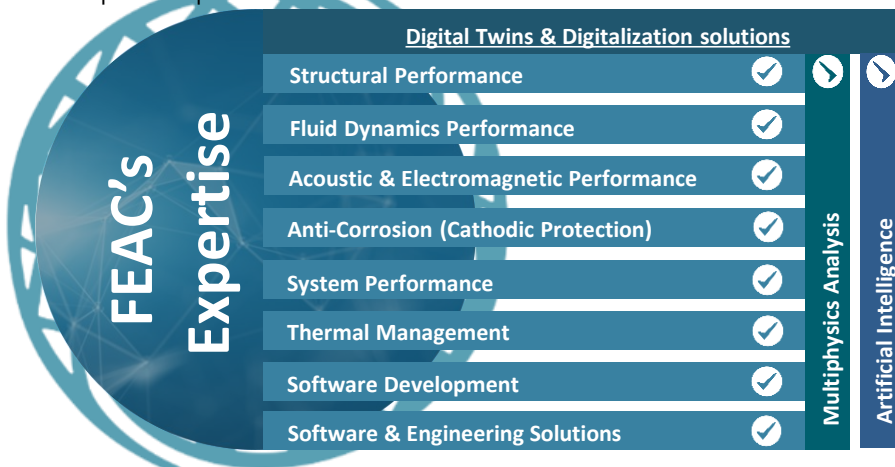 Digital Twins & Digitalization solutions
FEAC's
Expertise
Structural Performance
Fluid Dynamics Performance
Acoustic & Electromagnetic Performance
Anti-Corrosion (Cathodic Protection)
System Performance
Thermal Management
Software Development
Software & Engineering Solutions
Multiphysics Analysis
Artificial Intelligence